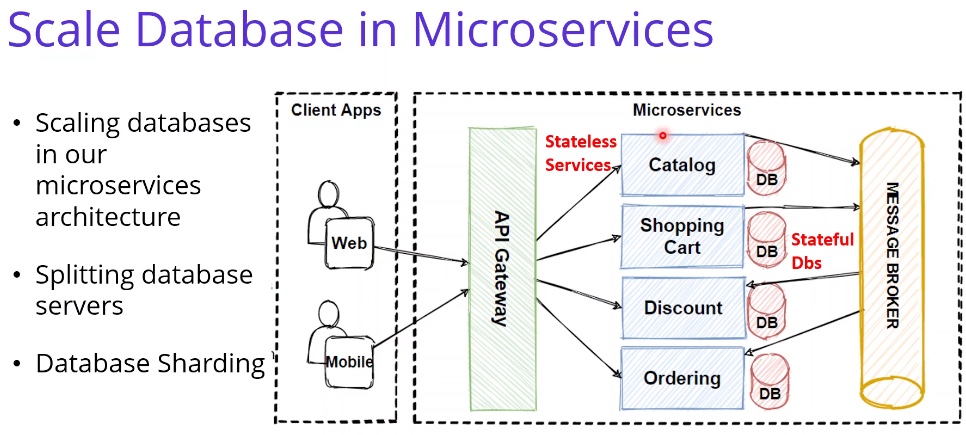 Scale Database in Microservices
• Scaling databases
in our
microservices
architecture
• Splitting database
servers
• Database Sharding
Client Apps
Web
Mobile
Microservices
API Gateway
Stateless
Services
Catalog
DB
Shopping
Cart
DB
Stateful
Dbs
Discount
DB
Ordering
DB
MESSAGE BROKER